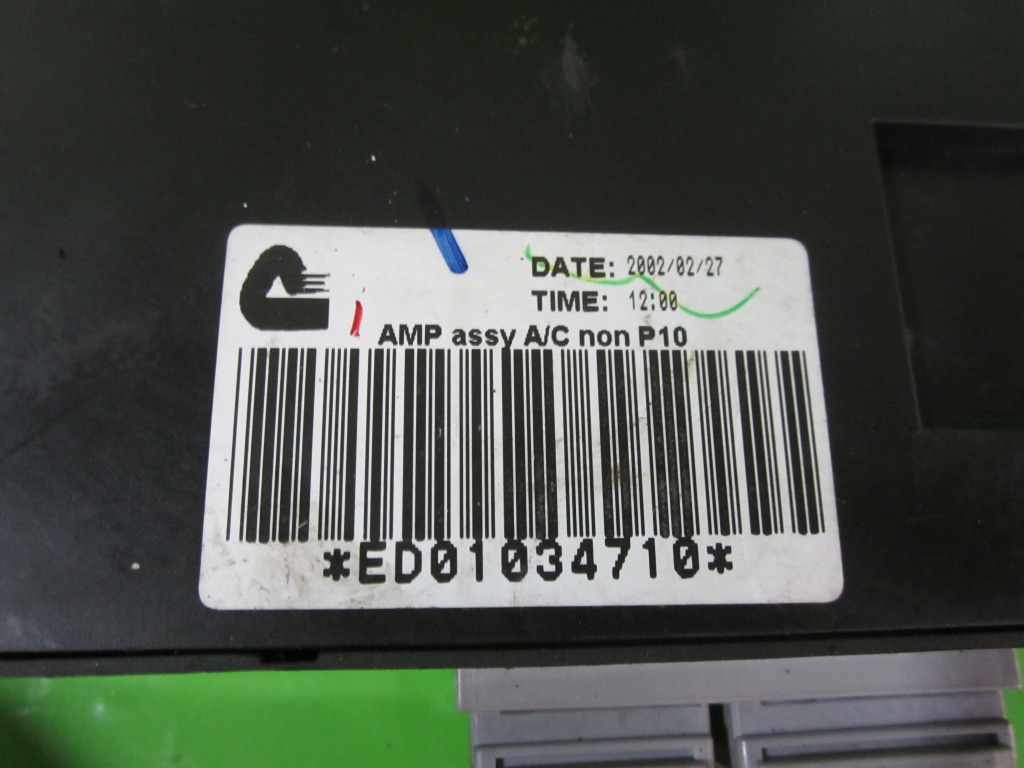 DATE: 2002/02/27
TIME: 12:00
AMP assy A/C non P10
*ED01034710*